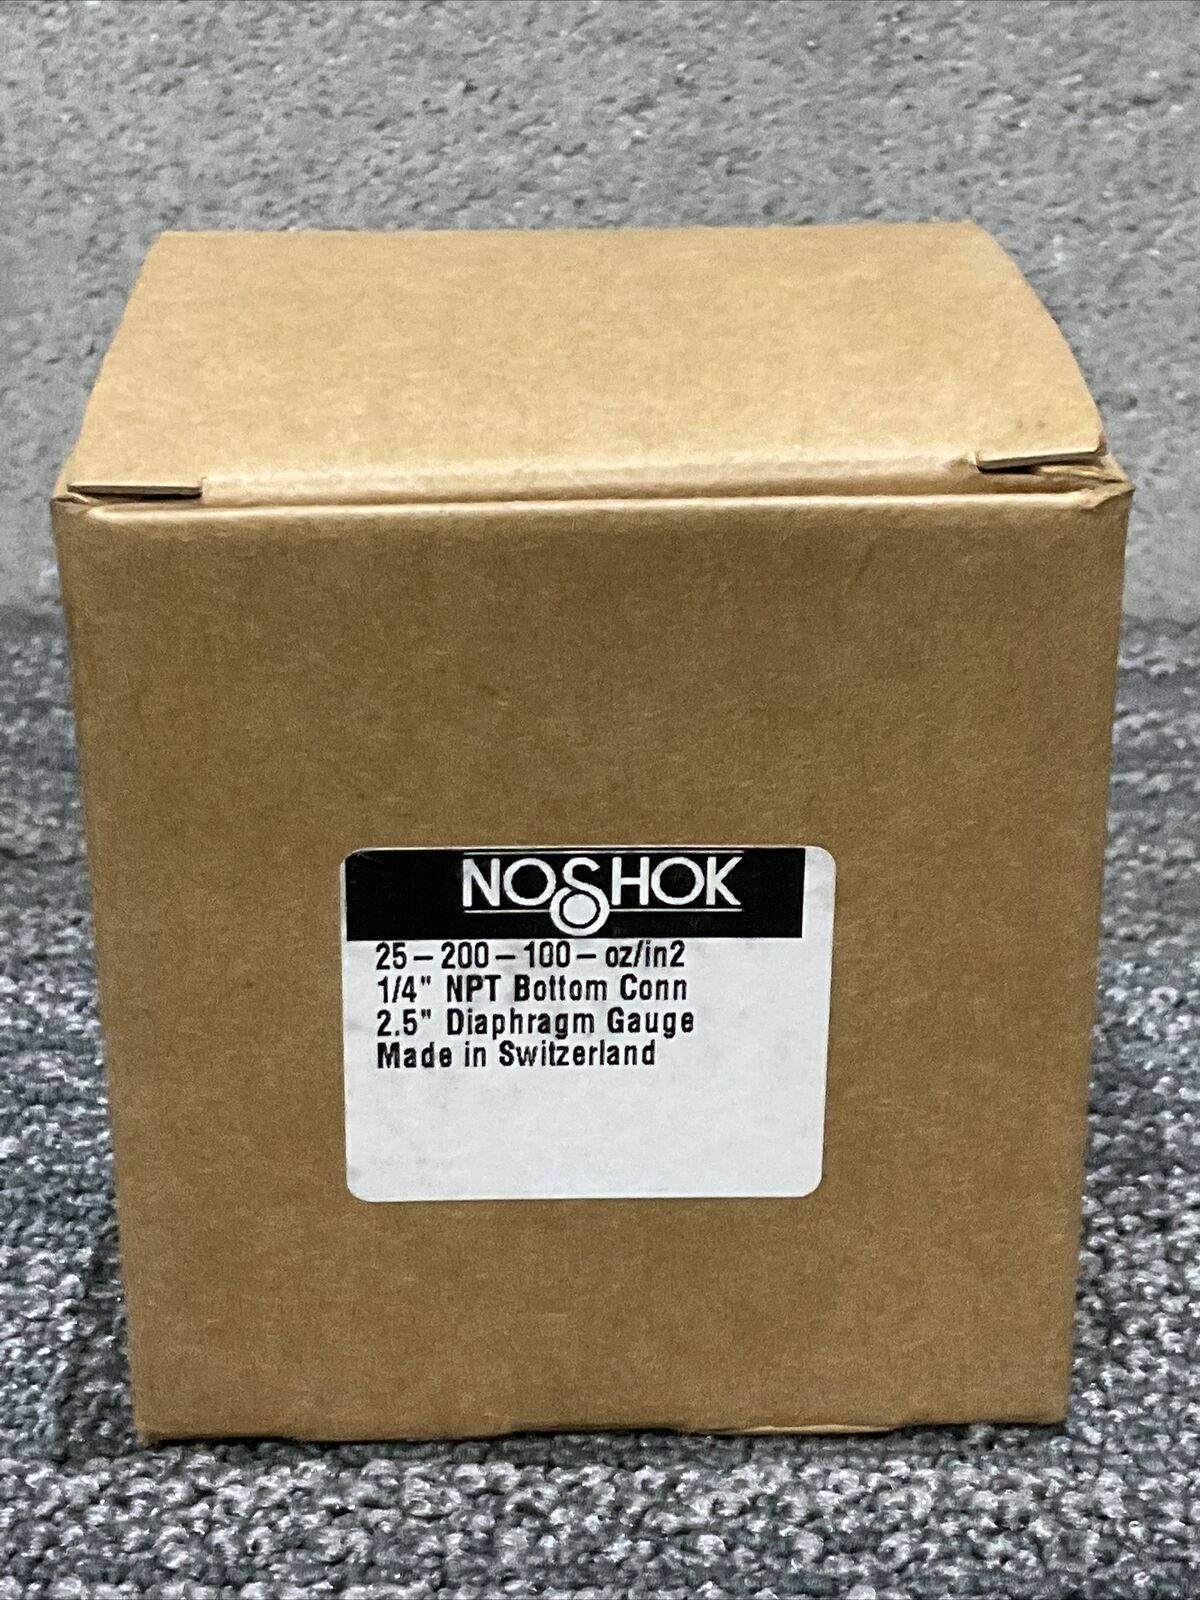 NOSHOK
25-200-100-oz/in2
1/4" NPT Bottom Conn
2.5" Diaphragm Gauge
Made in Switzerland